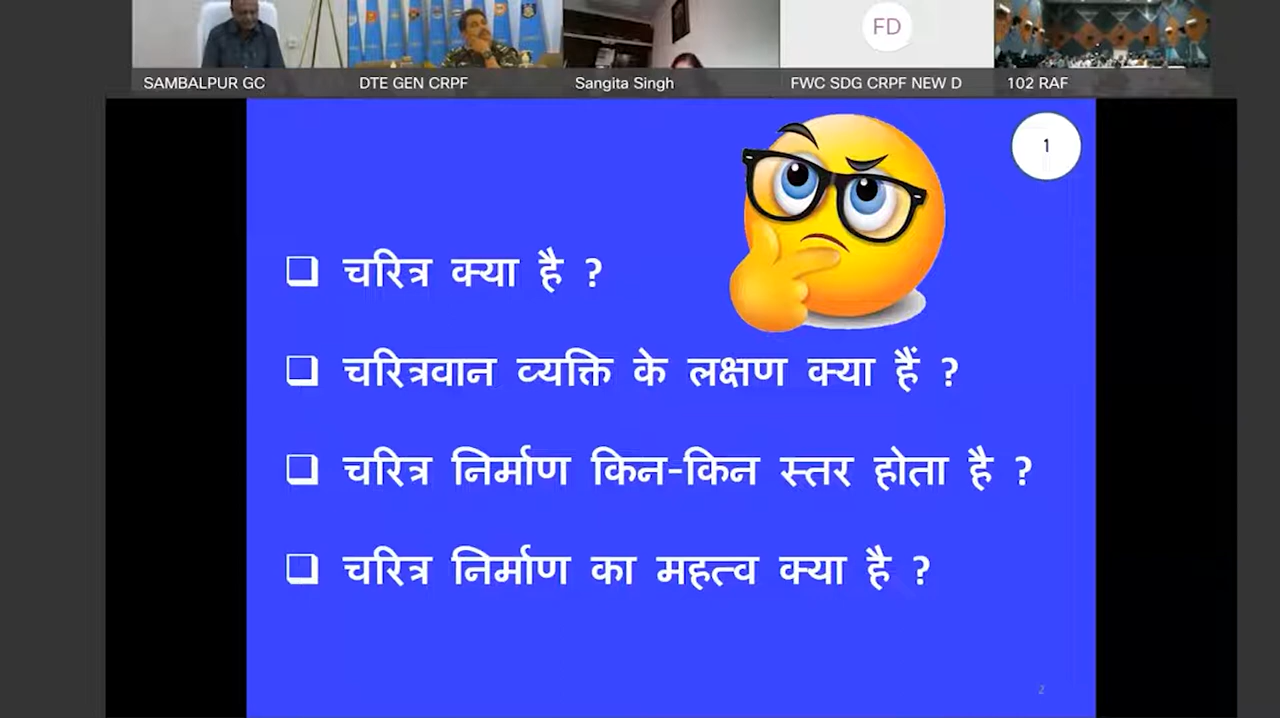 SAMBALPUR GC
DTE GEN CRPF
Sangita Singh
FD
FWC SDG CRPF NEW D
102 RAF
1
❑ चरित्र क्या है ?
❑ चरित्रवान व्यक्ति के लक्षण क्या हैं ?
❑ चरित्र निर्माण किन-किन स्तर होता है ?
❑ चरित्र निर्माण का महत्व क्या है ?
2